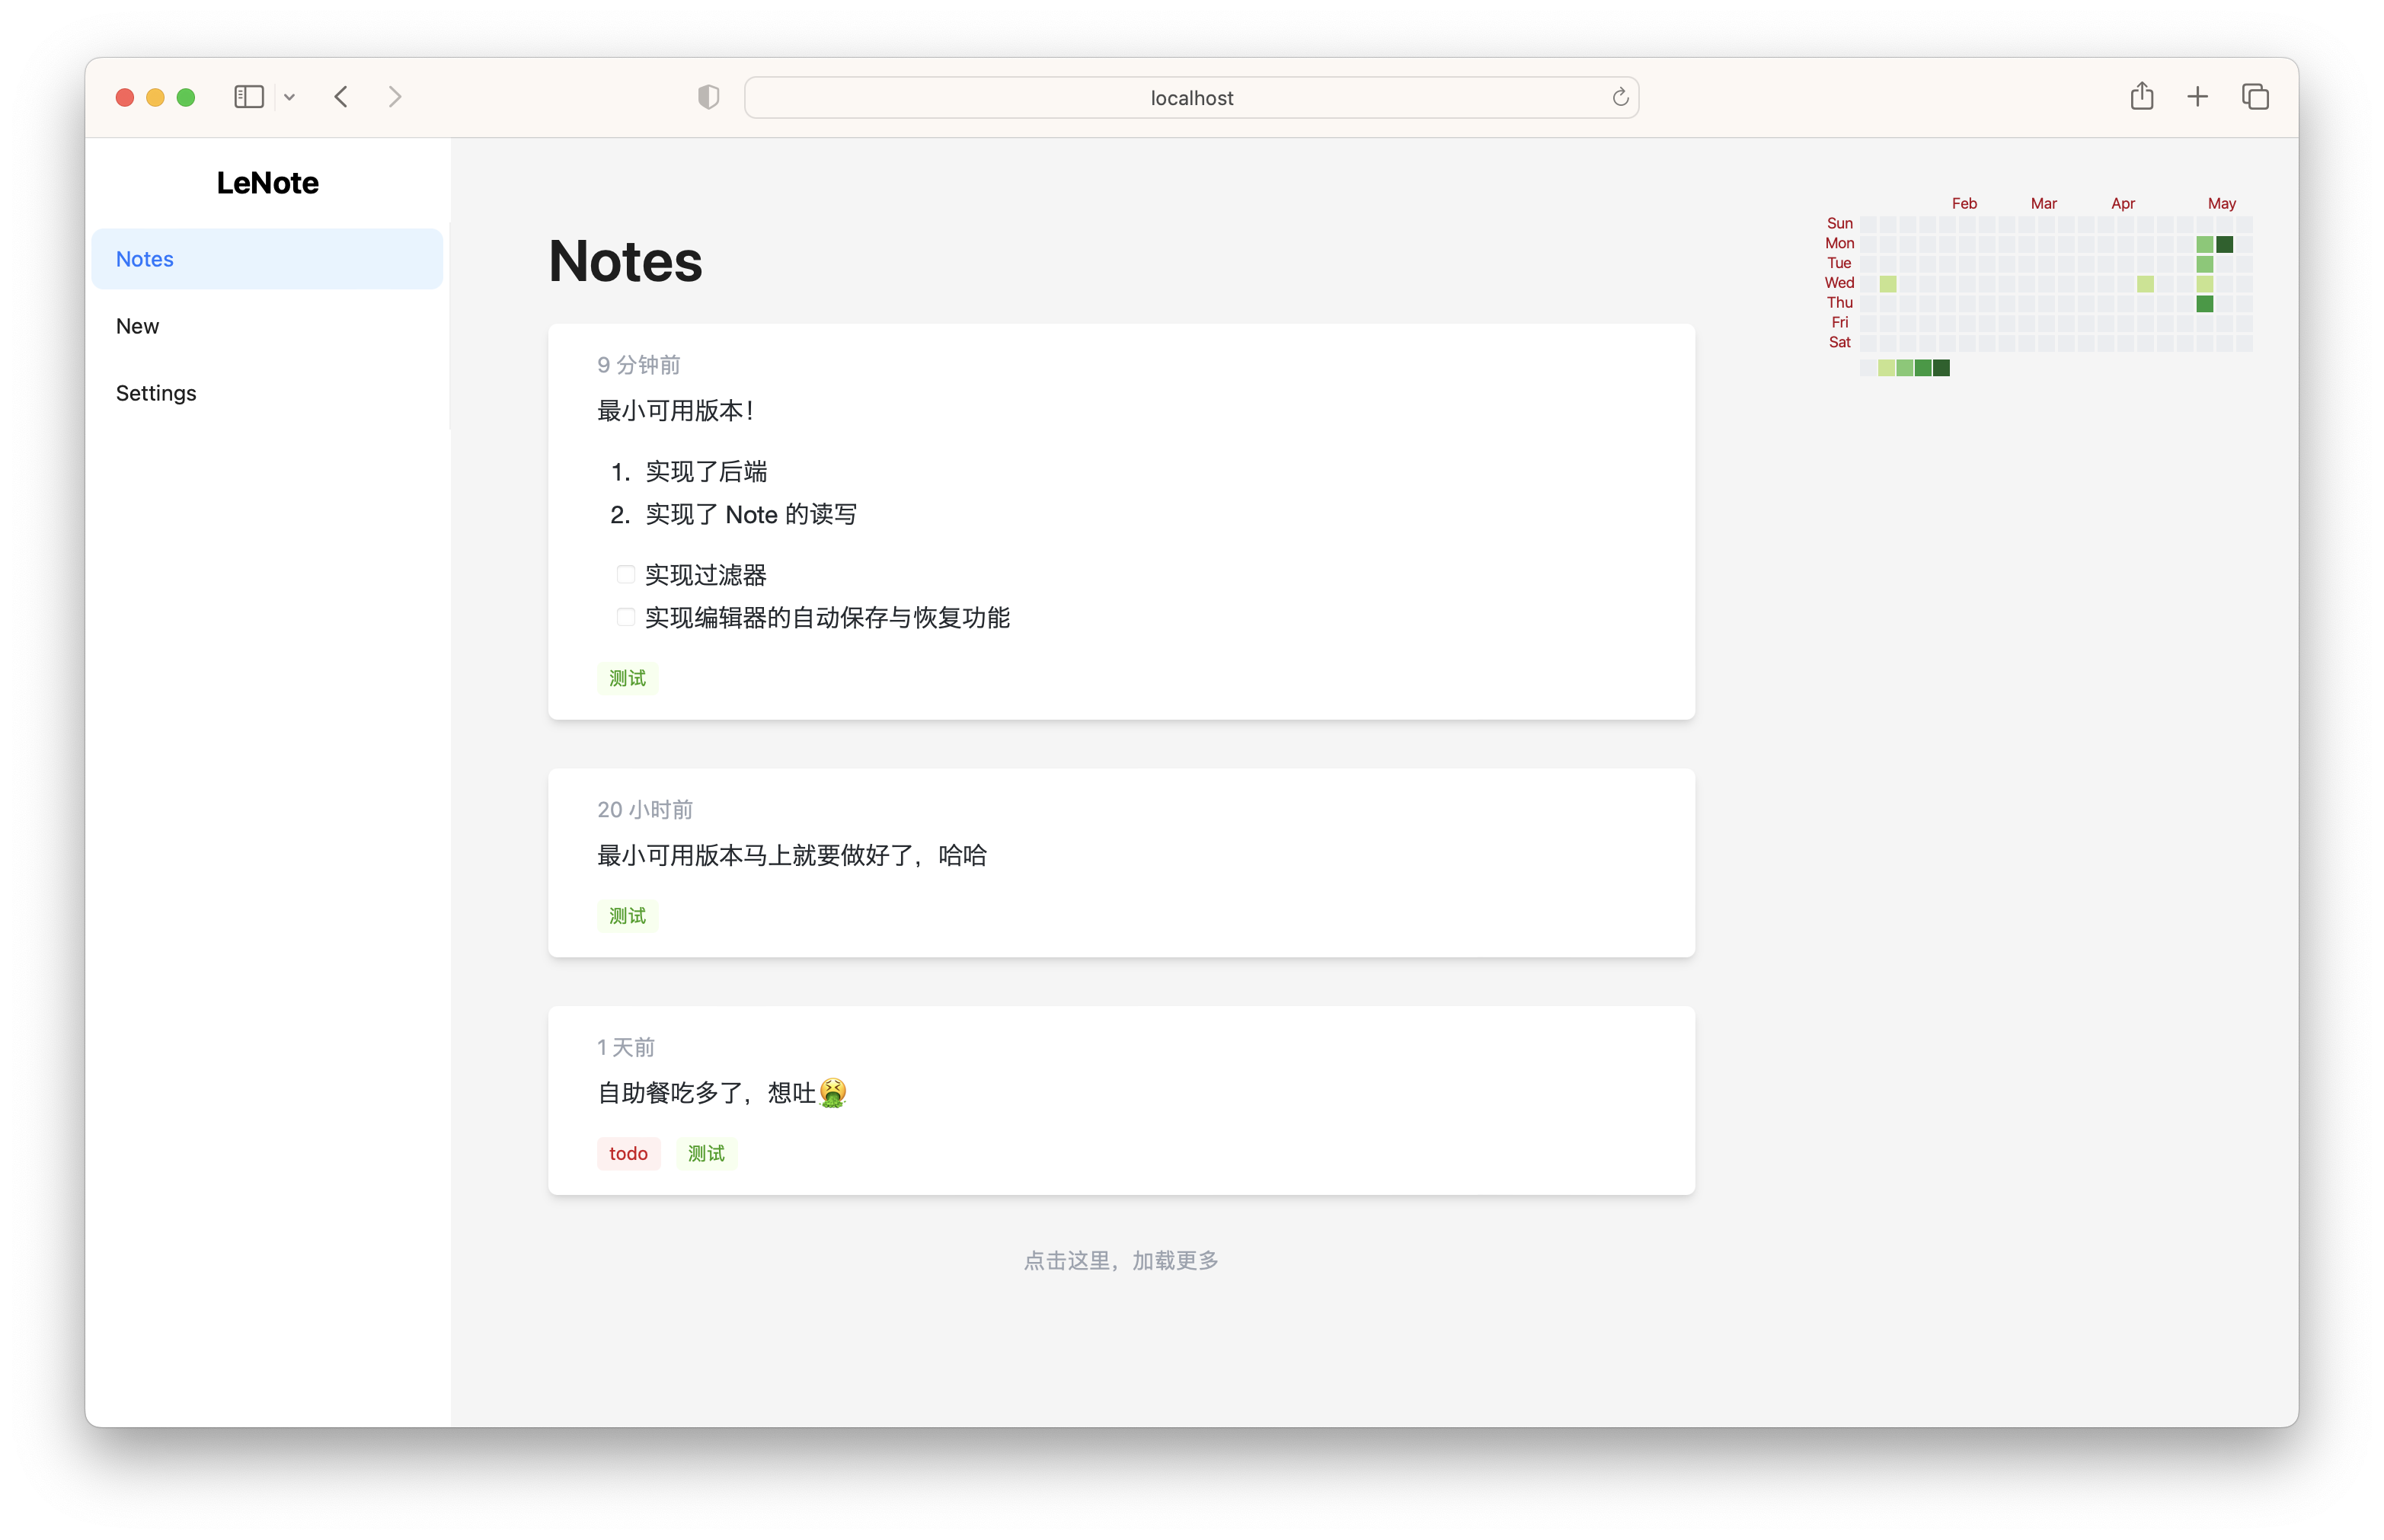 localhost
LeNote
Notes
New
Settings
Notes
9 分钟前
最小可用版本！
1. 实现了后端
2. 实现了 Note 的读写
实现过滤器
实现编辑器的自动保存与恢复功能
测试
20 小时前
最小可用版本马上就要做好了，哈哈
测试
1 天前
自助餐吃多了，想吐🤮
todo 测试
点击这里，加载更多
Feb Mar Apr May
Sun
Mon
Tue
Wed
Thu
Fri
Sat